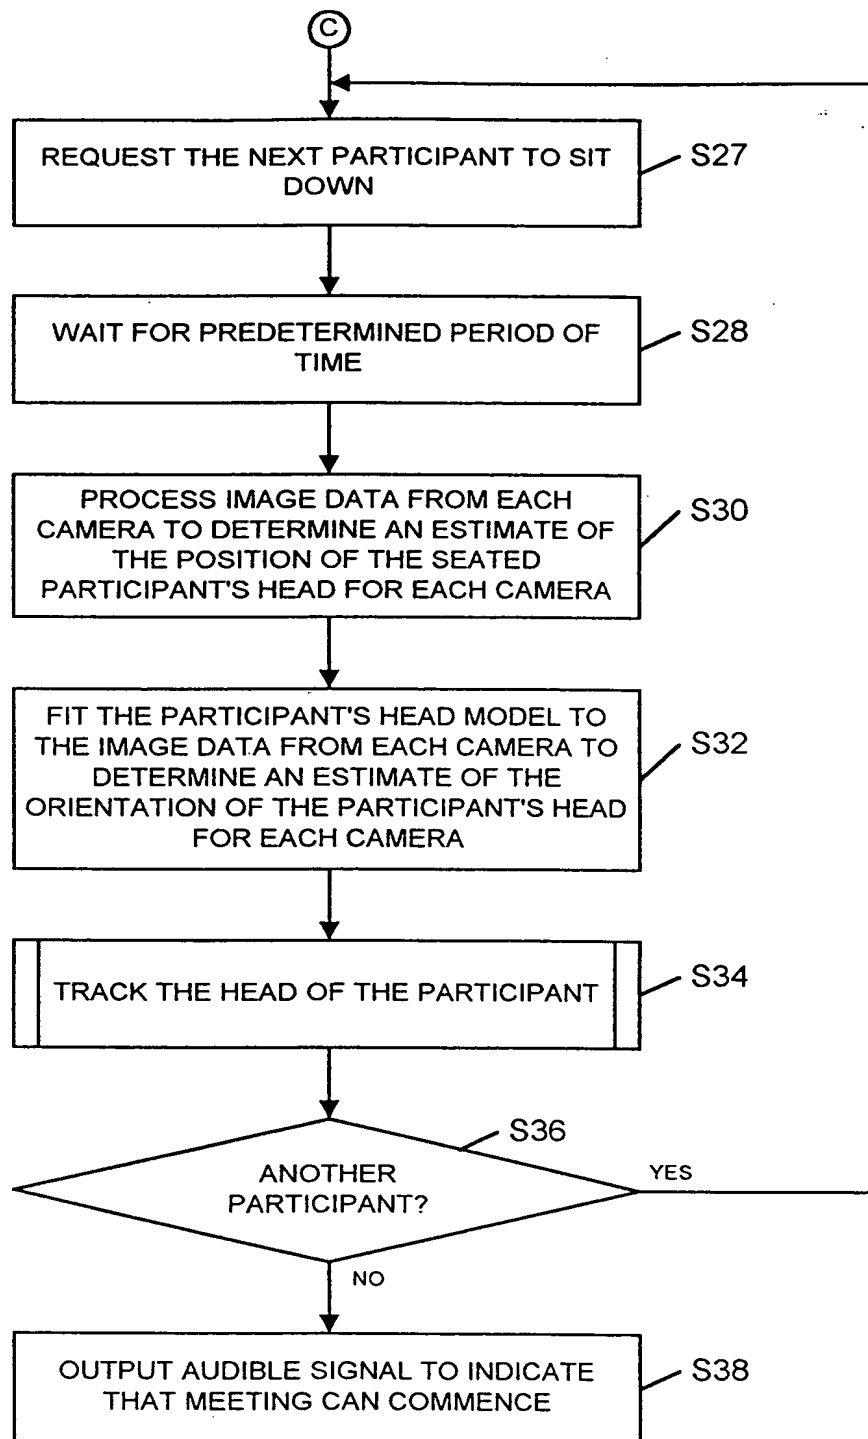 C
REQUEST THE NEXT PARTICIPANT TO SIT
DOWN
S27
WAIT FOR PREDETERMINED PERIOD OF
TIME
S28
PROCESS IMAGE DATA FROM EACH
CAMERA TO DETERMINE AN ESTIMATE OF
THE POSITION OF THE SEATED
PARTICIPANT'S HEAD FOR EACH CAMERA
S30
FIT THE PARTICIPANT'S HEAD MODEL TO
THE IMAGE DATA FROM EACH CAMERA TO
DETERMINE AN ESTIMATE OF THE
ORIENTATION OF THE PARTICIPANT'S HEAD
FOR EACH CAMERA
S32
TRACK THE HEAD OF THE PARTICIPANT
S34
S36
ANOTHER
PARTICIPANT?
YES
NO
OUTPUT AUDIBLE SIGNAL TO INDICATE
THAT MEETING CAN COMMENCE
S38